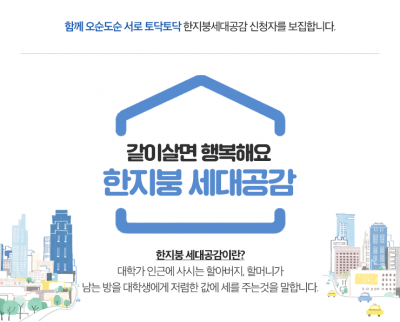 함께 오순도순 서로 토닥토닥 한지붕세대공감 신청자를 보집합니다.
같이살면 행복해요
한지붕 세대공감
한지붕 세대공감이란?
대학가 인근에 사시는 할아버지, 할머니가
남는 방을 대학생에게 저렴한 값에 세를 주는것을 말합니다.